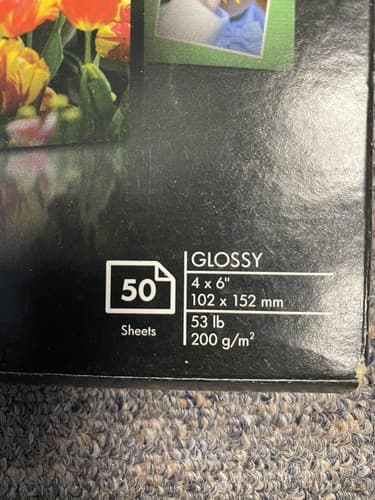 50
Sheets
GLOSSY
4 x 6"
102 x 152 mm
53 lb
200 g/m²